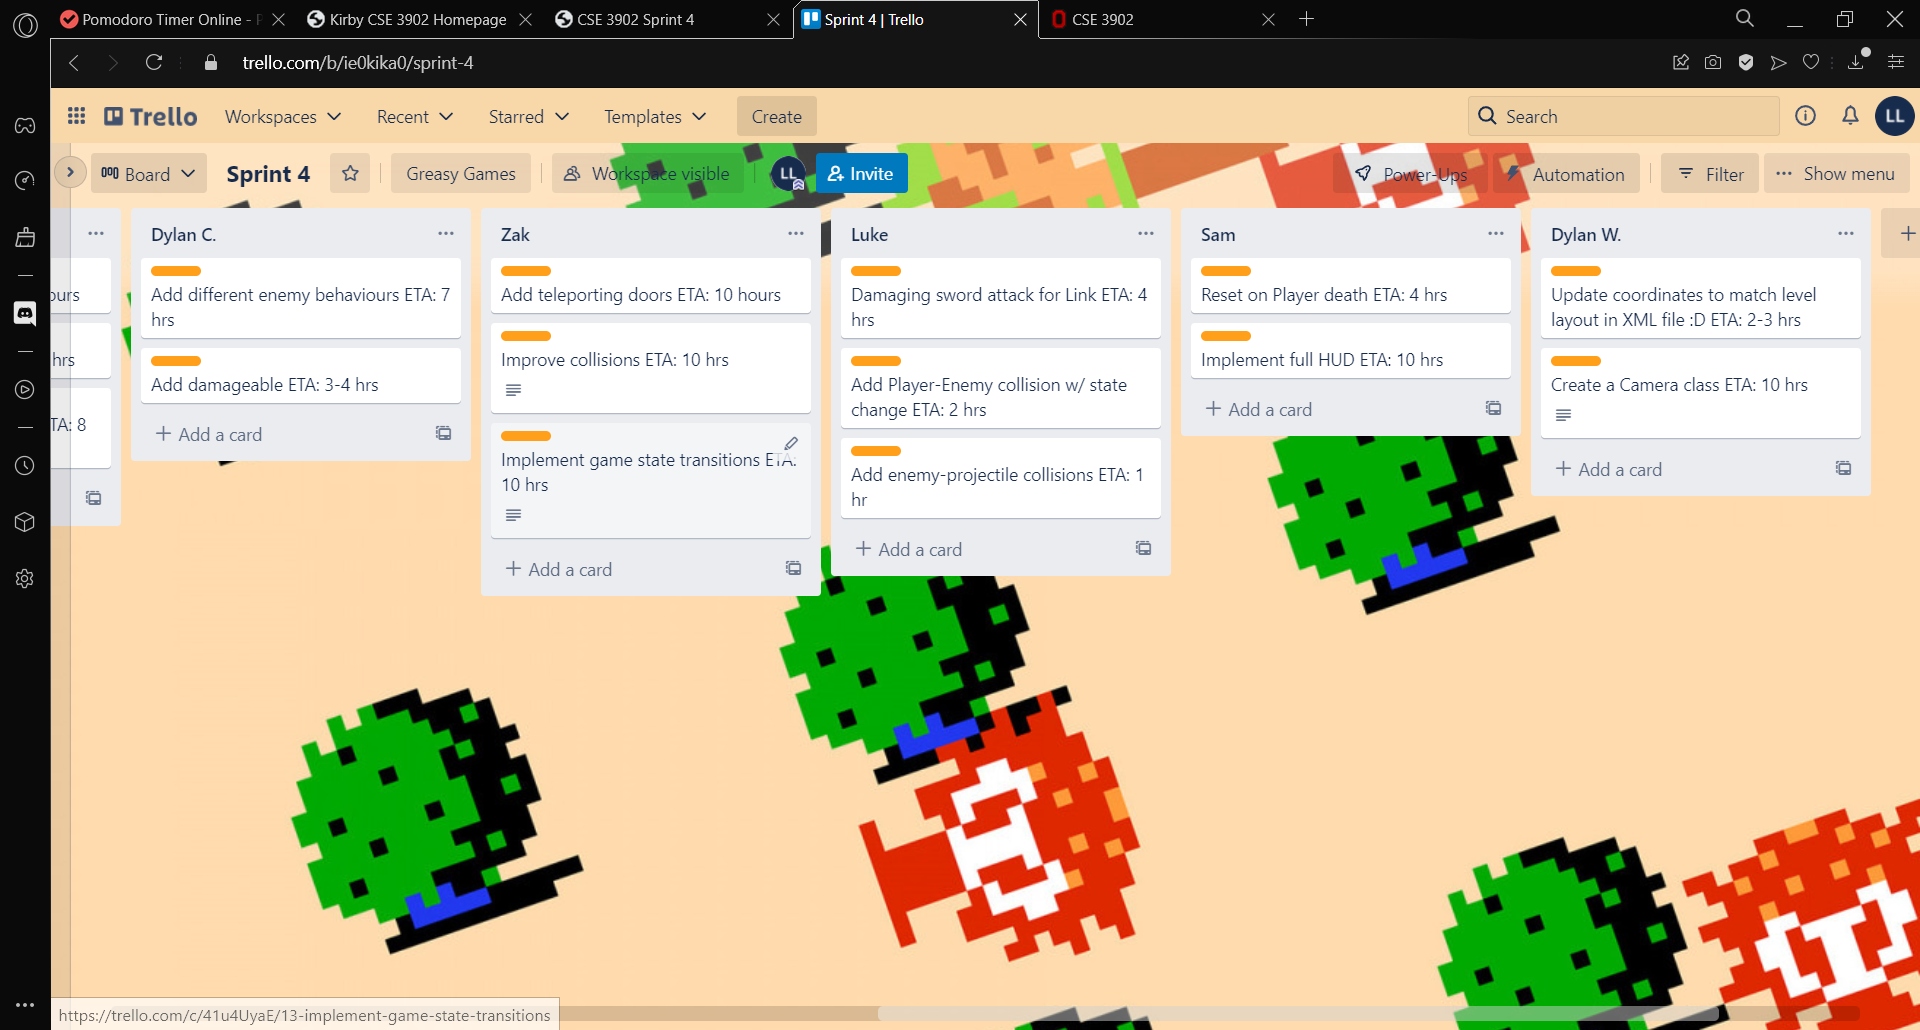 Pomodoro Timer Online -
Kirby CSE 3902 Homepage
CSE 3902 Sprint 4
Sprint 4 | Trello
CSE 3902
trello.com/b/ie0kika0/sprint-4
Trello
Workspaces
Recent
Starred
Templates
Create
Search
LL
Board
Sprint 4
Greasy Games
Workspace visible
LL
Invite
Power-Ups
Automation
Filter
Show menu
hrs
TA: 8
Dylan C.
Add different enemy behaviours ETA: 7
hrs
Add damageable ETA: 3-4 hrs
+ Add a card
Zak
Add teleporting doors ETA: 10 hours
Improve collisions ETA: 10 hrs
Implement game state transitions ETA:
10 hrs
+ Add a card
Luke
Damaging sword attack for Link ETA: 4
hrs
Add Player-Enemy collision w/ state
change ETA: 2 hrs
Add enemy-projectile collisions ETA: 1
hr
+ Add a card
Sam
Reset on Player death ETA: 4 hrs
Implement full HUD ETA: 10 hrs
+ Add a card
Dylan W.
Update coordinates to match level
layout in XML file :D ETA: 2-3 hrs
Create a Camera class ETA: 10 hrs
+ Add a card
https://trello.com/c/41u4UyaE/13-implement-game-state-transitions